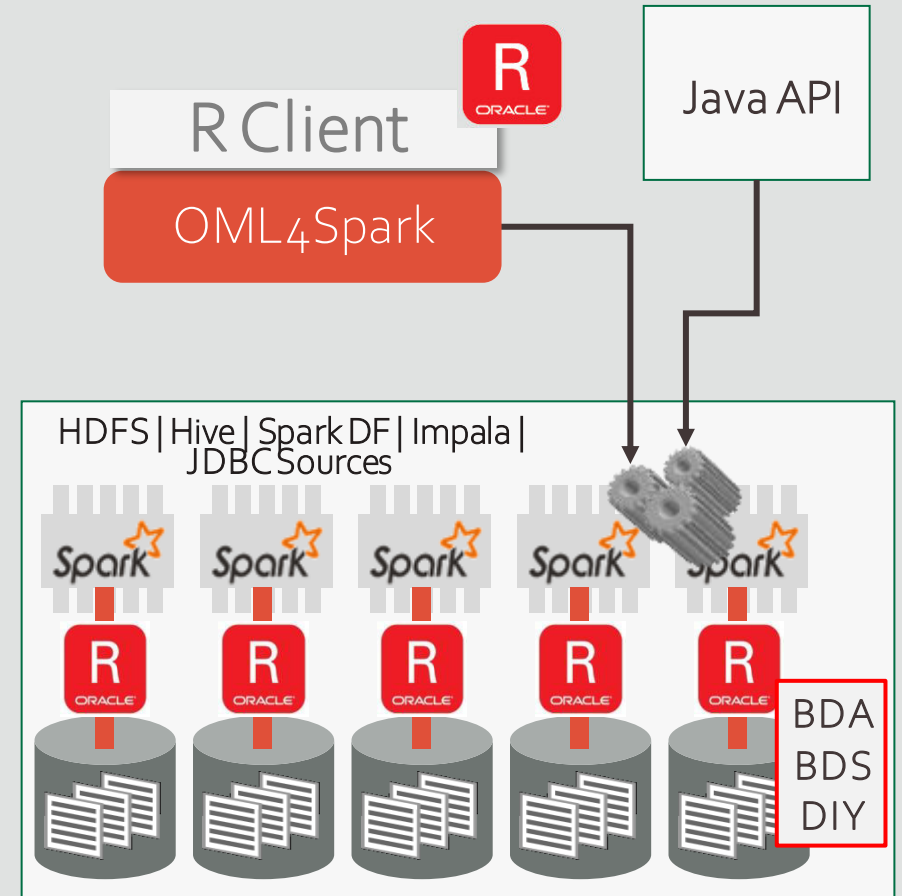 R
ORACLE
Java API
R Client
OML4Spark
HDFS | Hive | Spark DF | Impala |
JDBC Sources
Spark
Spark
Spark
Spark
Spark
R
ORACLE
R
ORACLE
R
ORACLE
R
ORACLE
R
ORACLE
BDA
BDS
DIY